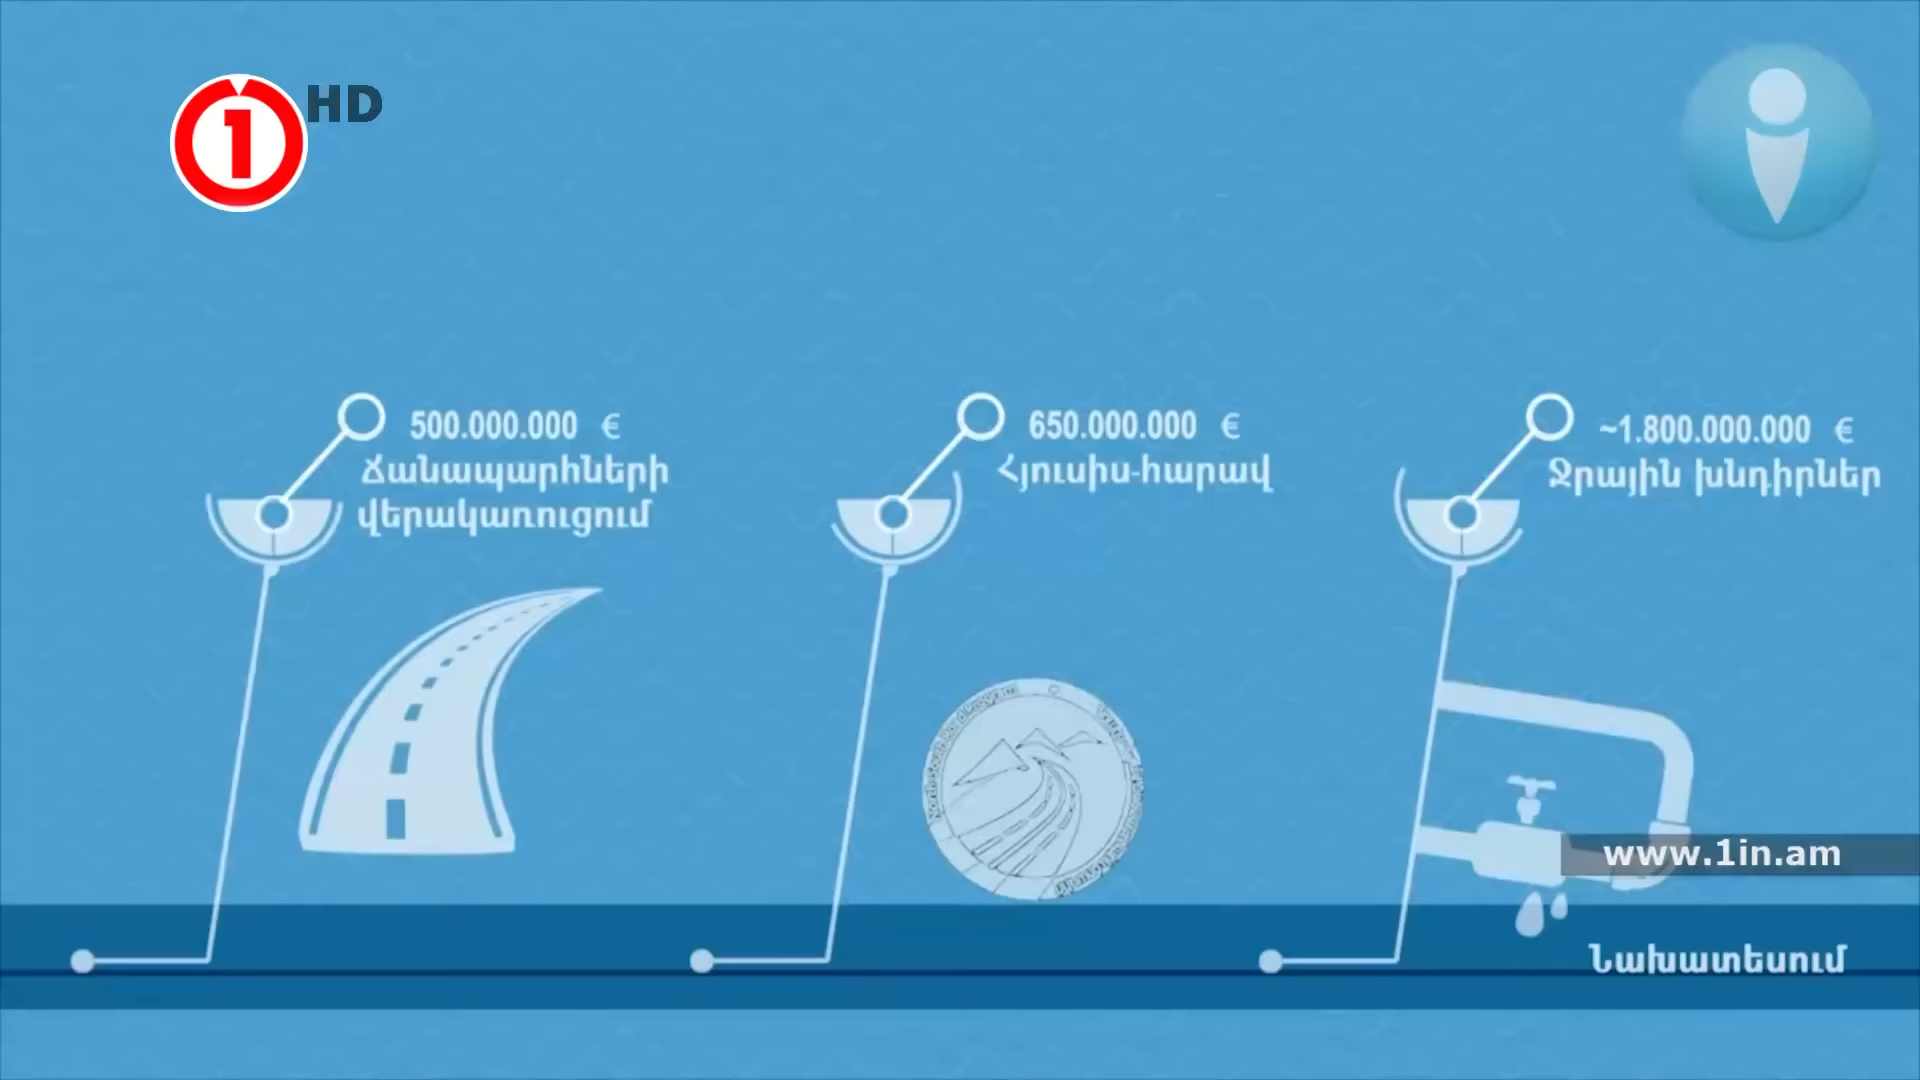 1 HD
500.000.000 €
Ճանապարհների
վերակառուցում
650.000.000 €
Հյուսիս-հարավ
~1.800.000.000 €
Ջրային խնդիրներ
www.1in.am
Նախատեսում